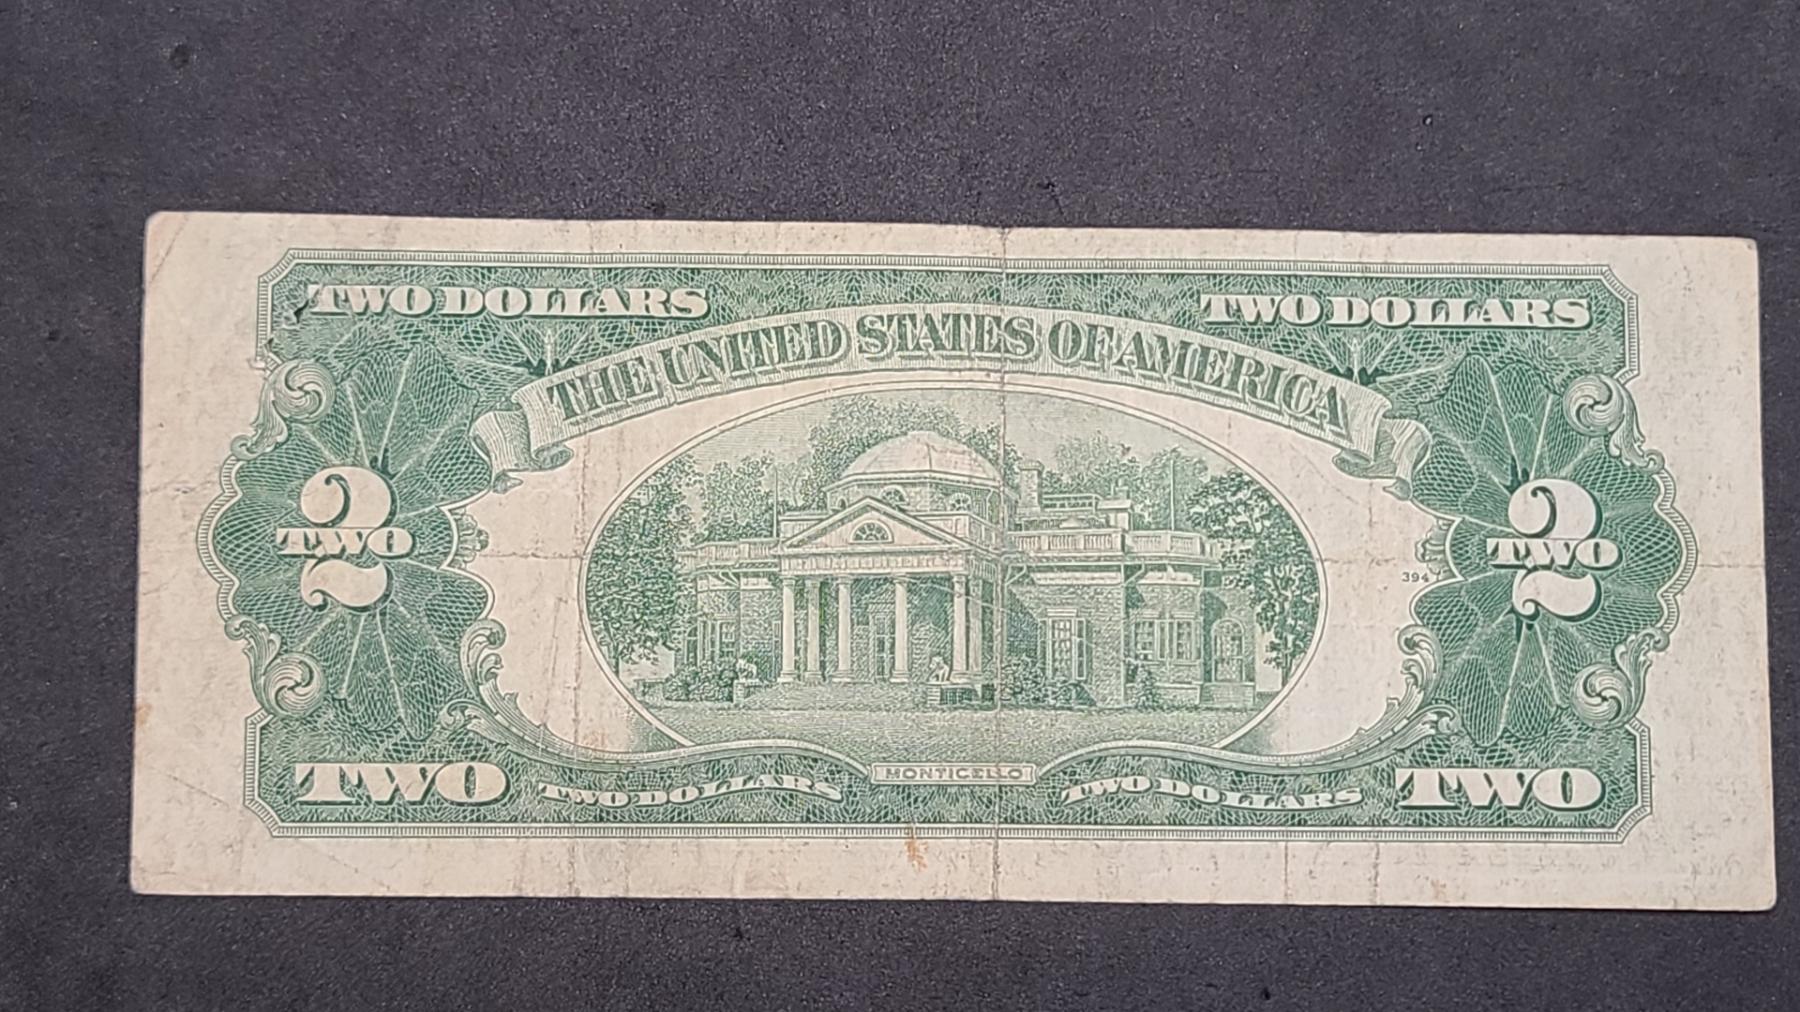 TWO DOLLARS TWO DOLLARS
THE UNITED STATES OF AMERICA
2 2
TWO TWO
394
MONTICELLO
TWO TWO DOLLARS TWO DOLLARS TWO